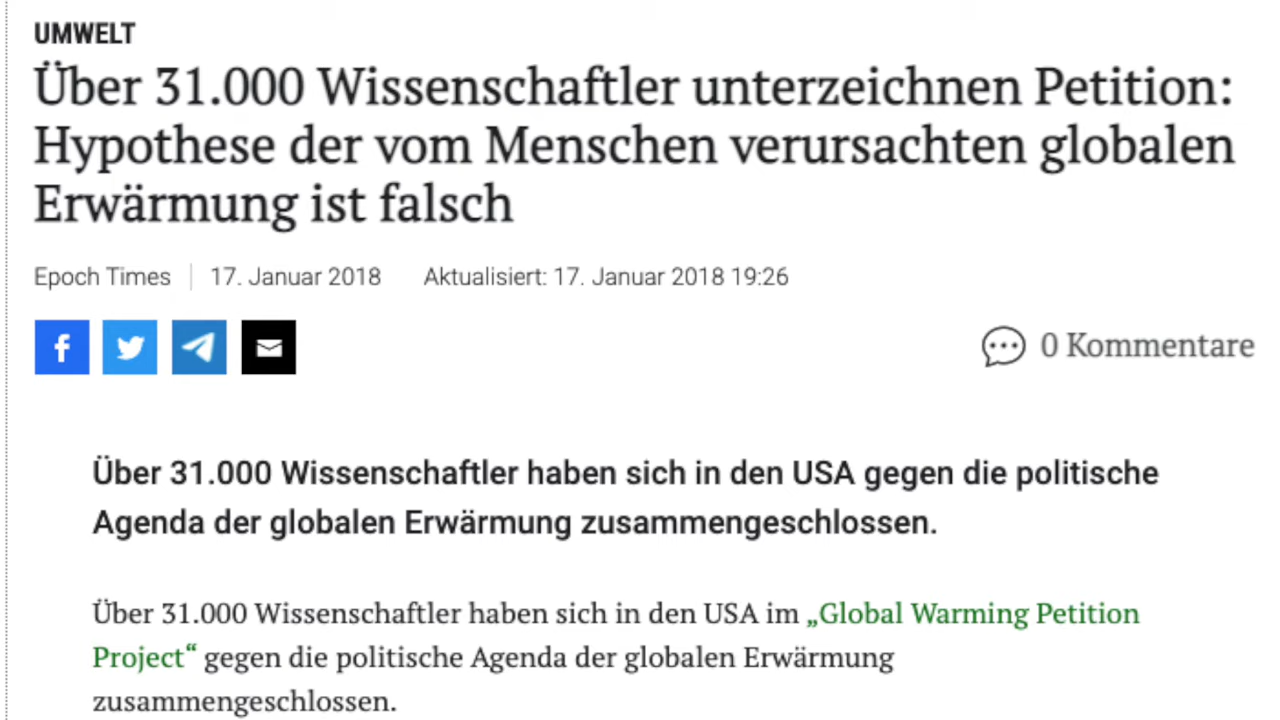 UMWELT
Über 31.000 Wissenschaftler unterzeichnen Petition:
Hypothese der vom Menschen verursachten globalen
Erwärmung ist falsch
Epoch Times | 17. Januar 2018 Aktualisiert: 17. Januar 2018 19:26
0 Kommentare
Über 31.000 Wissenschaftler haben sich in den USA gegen die politische
Agenda der globalen Erwärmung zusammengeschlossen.
Über 31.000 Wissenschaftler haben sich in den USA im „Global Warming Petition
Project“ gegen die politische Agenda der globalen Erwärmung
zusammengeschlossen.